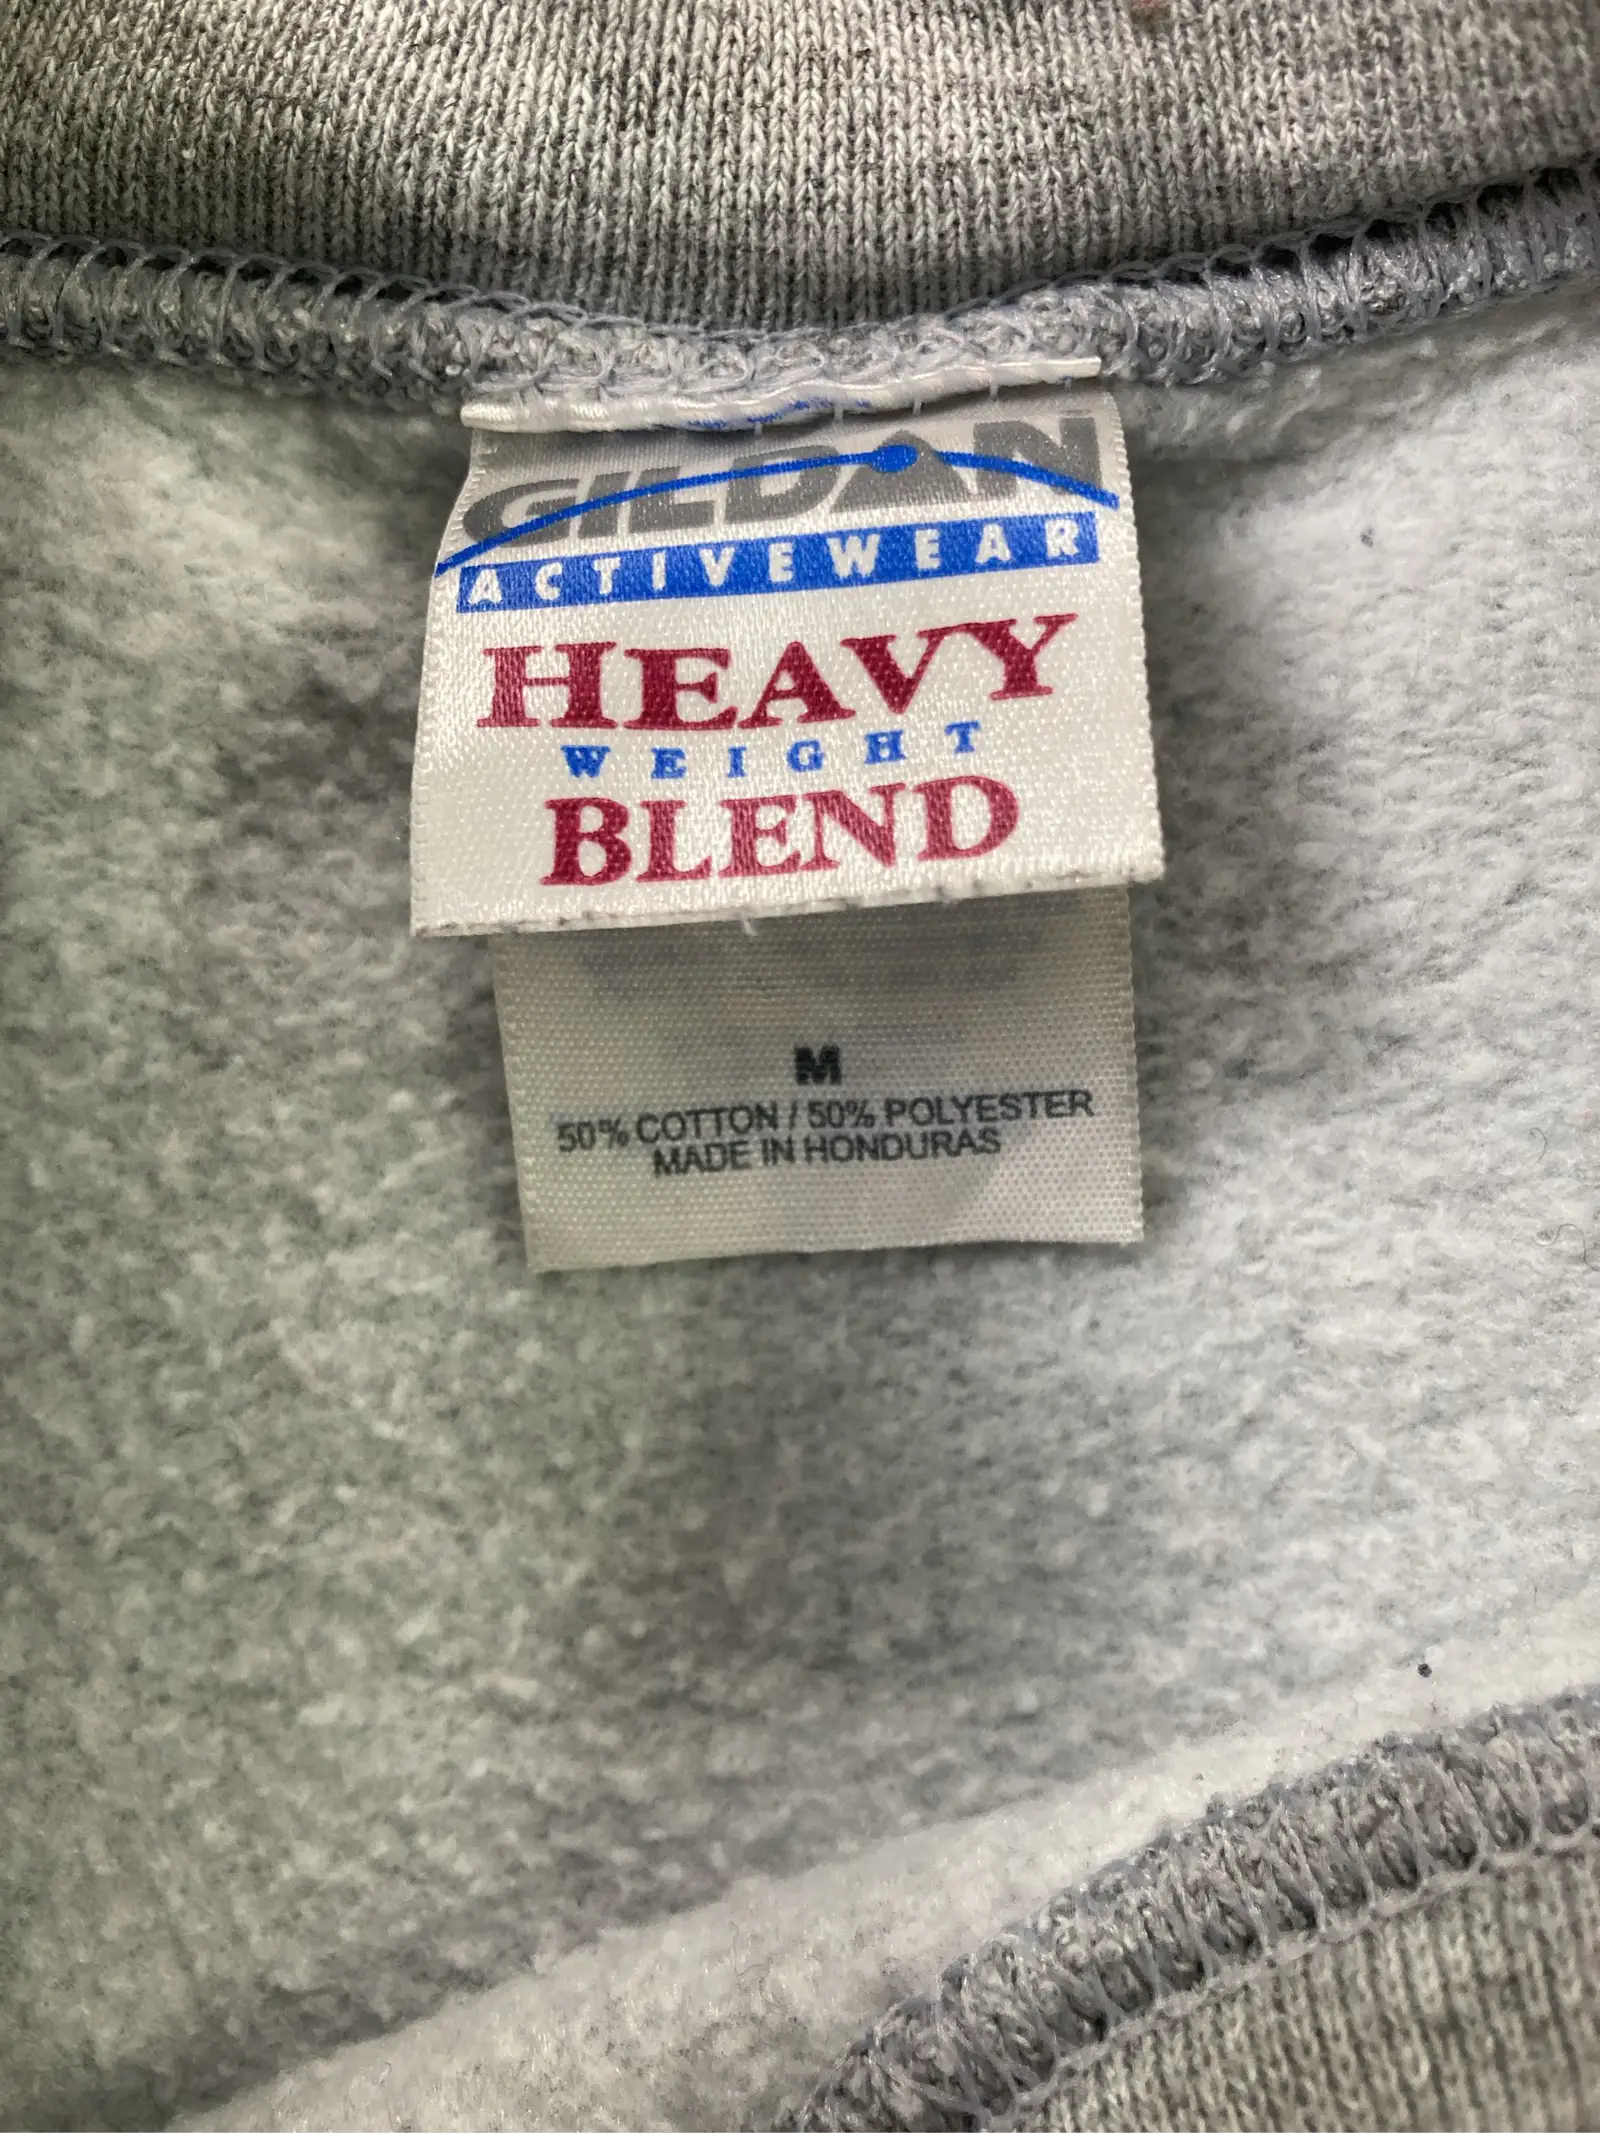 GILDAN
ACTIVEWEAR
HEAVY
WEIGHT
BLEND
M
50% COTTON / 50% POLYESTER
MADE IN HONDURAS